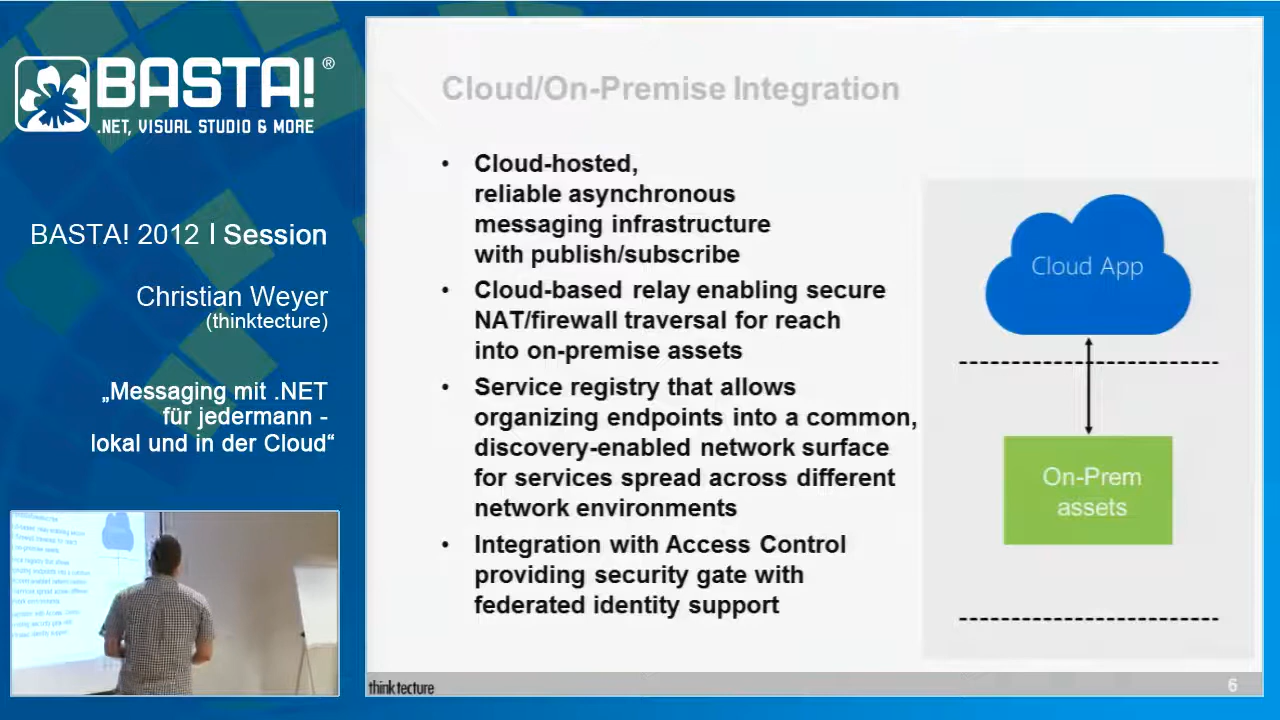 BASTA!®
.NET, VISUAL STUDIO & MORE
BASTA! 2012 | Session
Christian Weyer
(thinktecture)
„Messaging mit .NET
für jedermann -
lokal und in der Cloud“
Cloud/On-Premise Integration
• Cloud-hosted,
reliable asynchronous
messaging infrastructure
with publish/subscribe
• Cloud-based relay enabling secure
NAT/firewall traversal for reach
into on-premise assets
• Service registry that allows
organizing endpoints into a common,
discovery-enabled network surface
for services spread across different
network environments
• Integration with Access Control
providing security gate with
federated identity support
Cloud App
On-Prem
assets
thinktecture
6